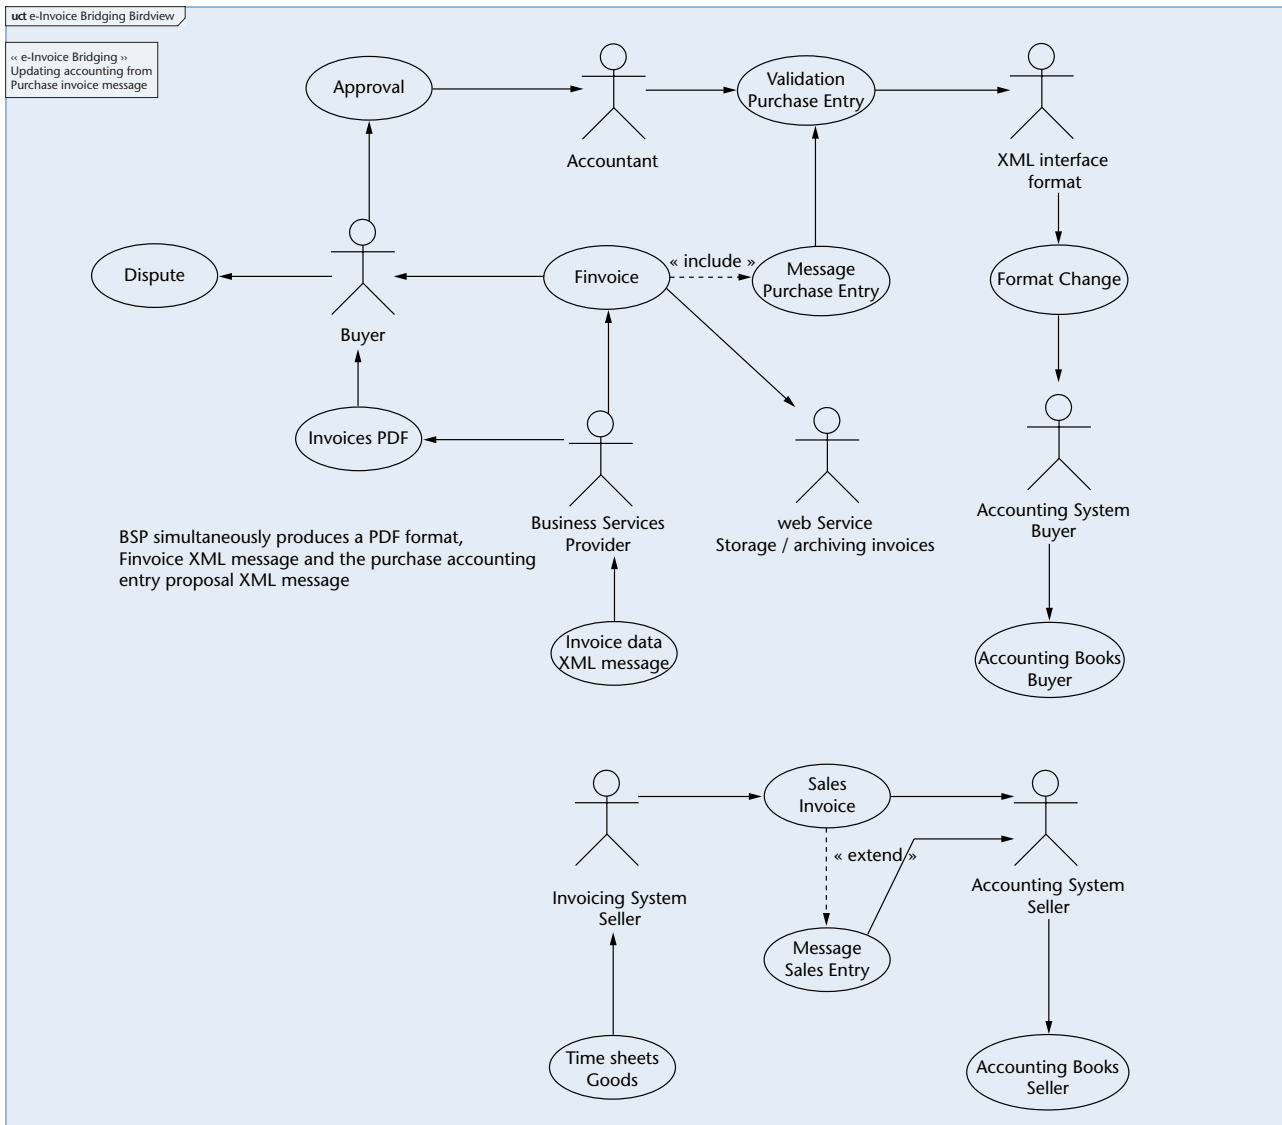 uct e-Invoice Bridging Birdview
« e-Invoice Bridging »
Updating accounting from
Purchase invoice message
Approval
Accountant
Validation
Purchase Entry
XML interface
format
Dispute
Buyer
Finvoice
« include »
Message
Purchase Entry
Format Change
Invoices PDF
Business Services
Provider
web Service
Storage / archiving invoices
Accounting System
Buyer
BSP simultaneously produces a PDF format,
Finvoice XML message and the purchase accounting
entry proposal XML message
Invoice data
XML message
Accounting Books
Buyer
Sales
Invoice
« extend »
Invoicing System
Seller
Accounting System
Seller
Message
Sales Entry
Time sheets
Goods
Accounting Books
Seller